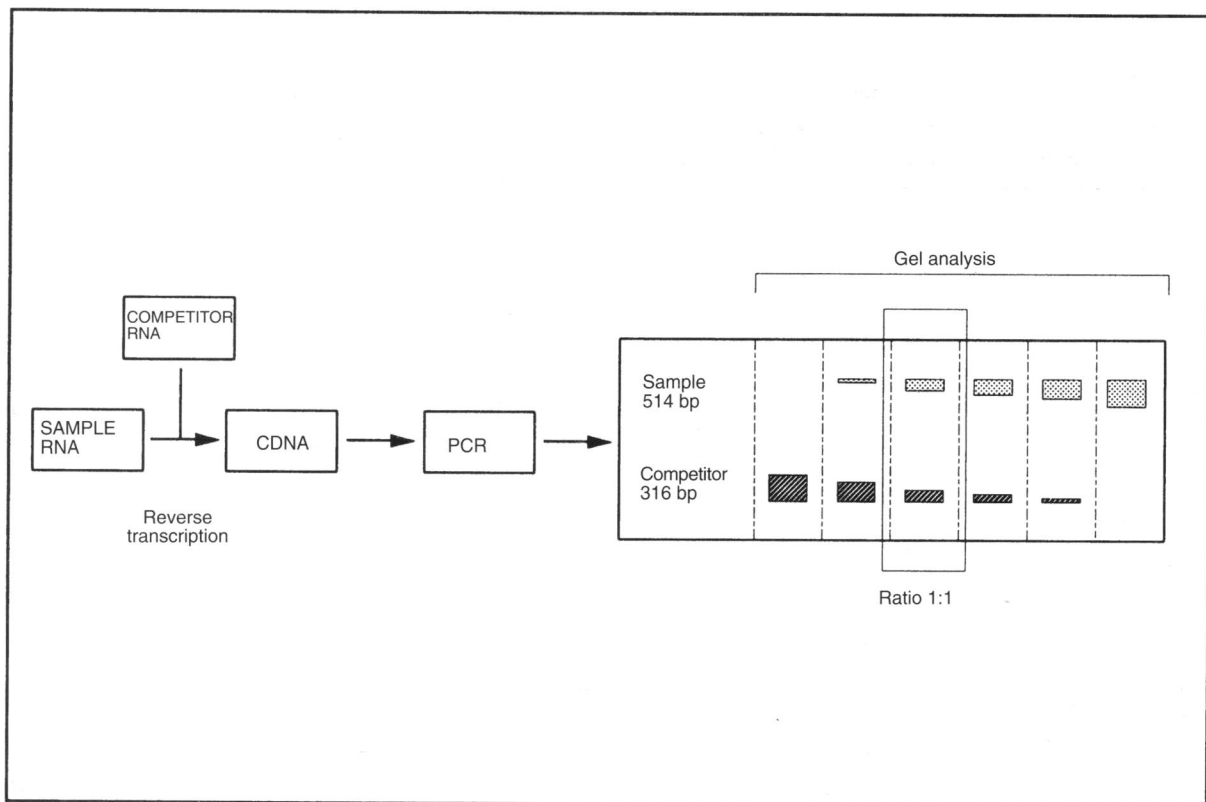 Gel analysis
COMPETITOR
RNA
SAMPLE
RNA
CDNA
PCR
Sample
514 bp
Competitor
316 bp
Reverse
transcription
Ratio 1:1